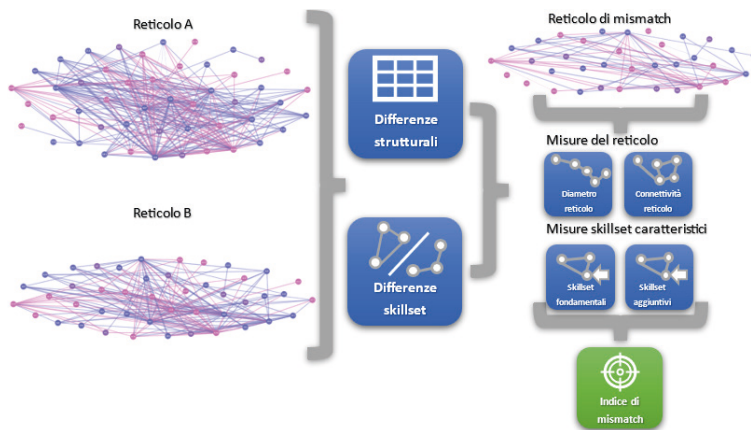 Reticolo A
Reticolo B
Differenze
strutturali
Differenze
skillset
Reticolo di mismatch
Misure del reticolo
Diametro
reticolo
Connettività
reticolo
Misure skillset caratteristici
Skillset
fondamentali
Skillset
aggiuntivi
Indice di
mismatch